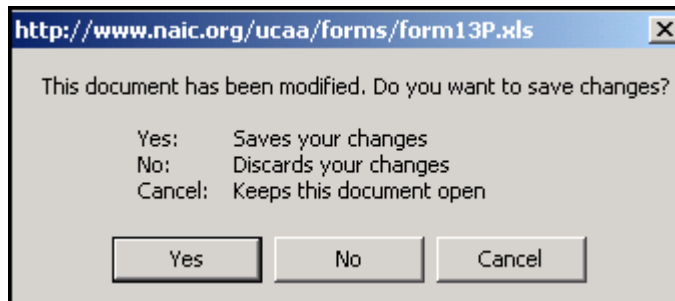 http://www.naic.org/ucaa/forms/form13P.xls
This document has been modified. Do you want to save changes?
Yes: Saves your changes
No: Discards your changes
Cancel: Keeps this document open
Yes No Cancel